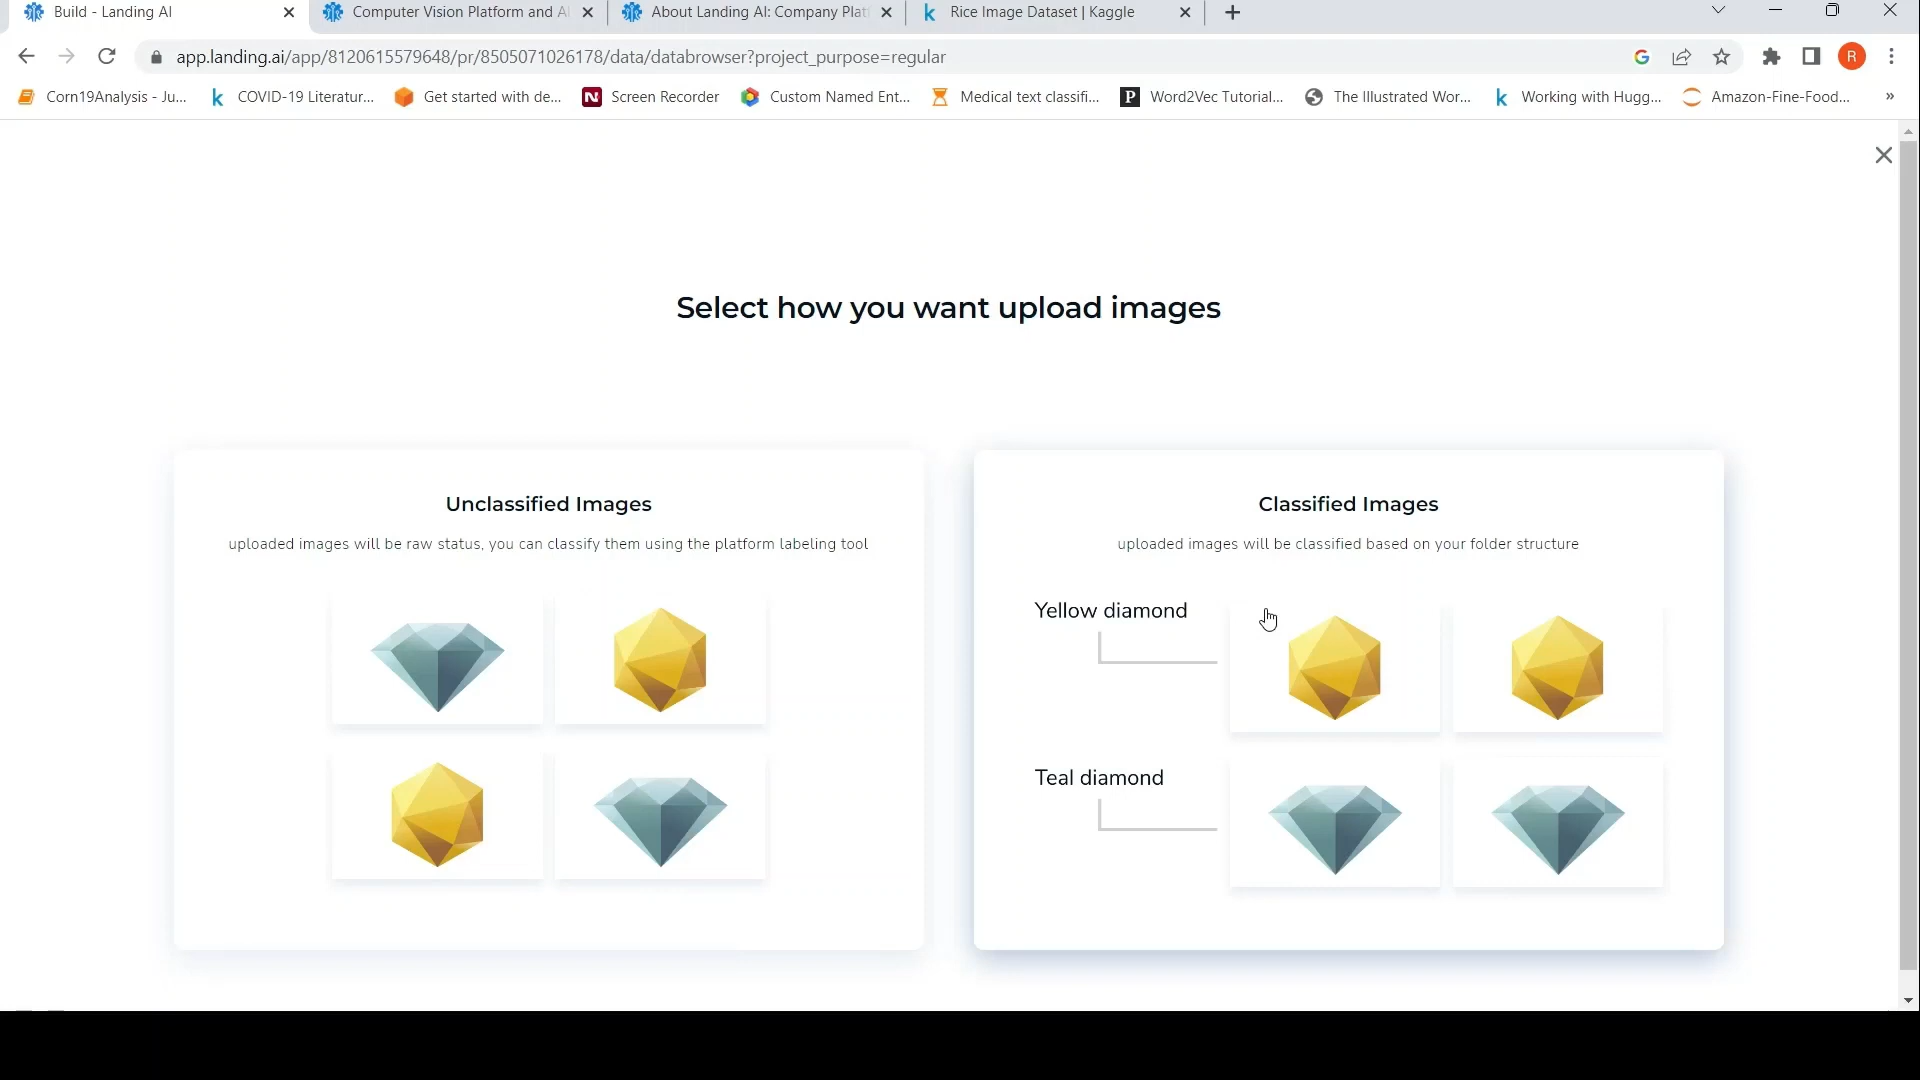 Build - Landing AI
Computer Vision Platform and AI
About Landing AI: Company Platf
Rice Image Dataset | Kaggle
app.landing.ai/app/8120615579648/pr/8505071026178/data/databrowser?project_purpose=regular
R
Corn19Analysis - Ju...
COVID-19 Literatur...
Get started with de...
Screen Recorder
Custom Named Ent...
Medical text classifi...
Word2Vec Tutorial...
The Illustrated Wor...
Working with Hugg...
Amazon-Fine-Food...
Select how you want upload images
Unclassified Images
uploaded images will be raw status, you can classify them using the platform labeling tool
Classified Images
uploaded images will be classified based on your folder structure
Yellow diamond
Teal diamond